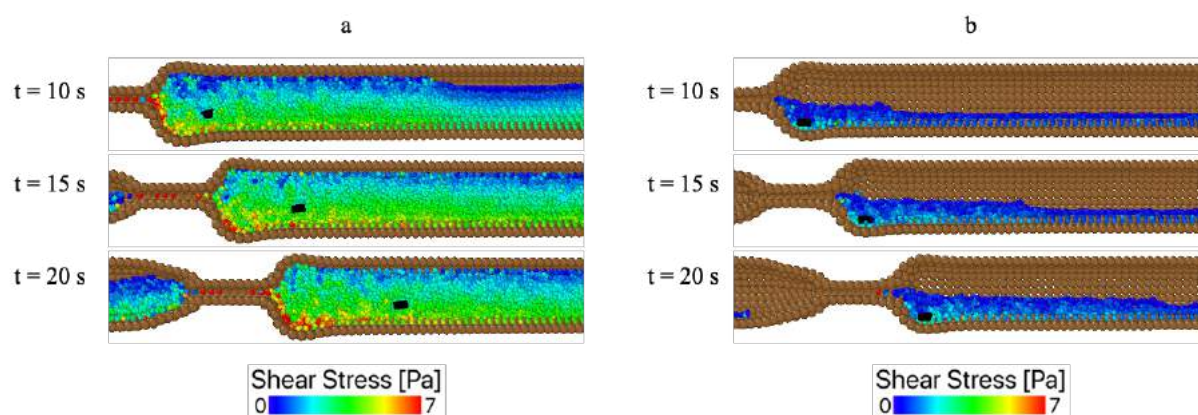 a
b
t = 10 s
t = 10 s
t = 15 s
t = 15 s
t = 20 s
t = 20 s
Shear Stress [Pa]
0 7
Shear Stress [Pa]
0 7